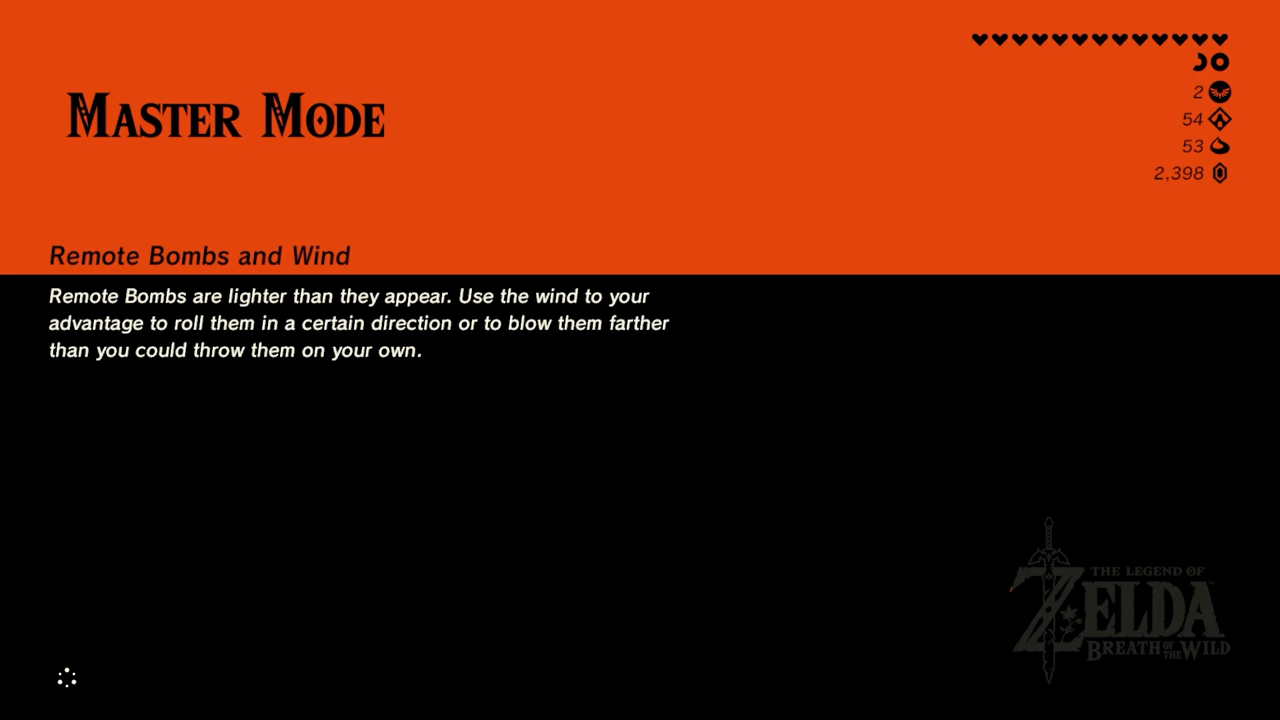 Master Mode
2
54
53
2,398
Remote Bombs and Wind
Remote Bombs are lighter than they appear. Use the wind to your
advantage to roll them in a certain direction or to blow them farther
than you could throw them on your own.
THE LEGEND OF
ZELDA
BREATH OF THE WILD